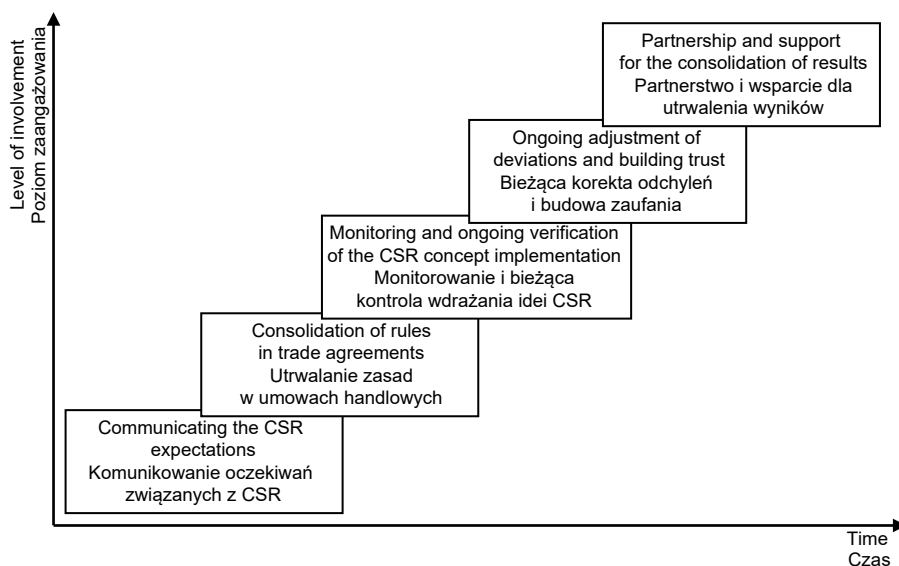 Level of involvement
Poziom zaangażowania
Partnership and support
for the consolidation of results
Partnerstwo i wsparcie dla
utrwalenia wyników
Ongoing adjustment of
deviations and building trust
Bieżąca korekta odchyleń
i budowa zaufania
Monitoring and ongoing verification
of the CSR concept implementation
Monitorowanie i bieżąca
kontrola wdrażania idei CSR
Consolidation of rules
in trade agreements
Utrwalanie zasad
w umowach handlowych
Communicating the CSR
expectations
Komunikowanie oczekiwań
związanych z CSR
Time
Czas